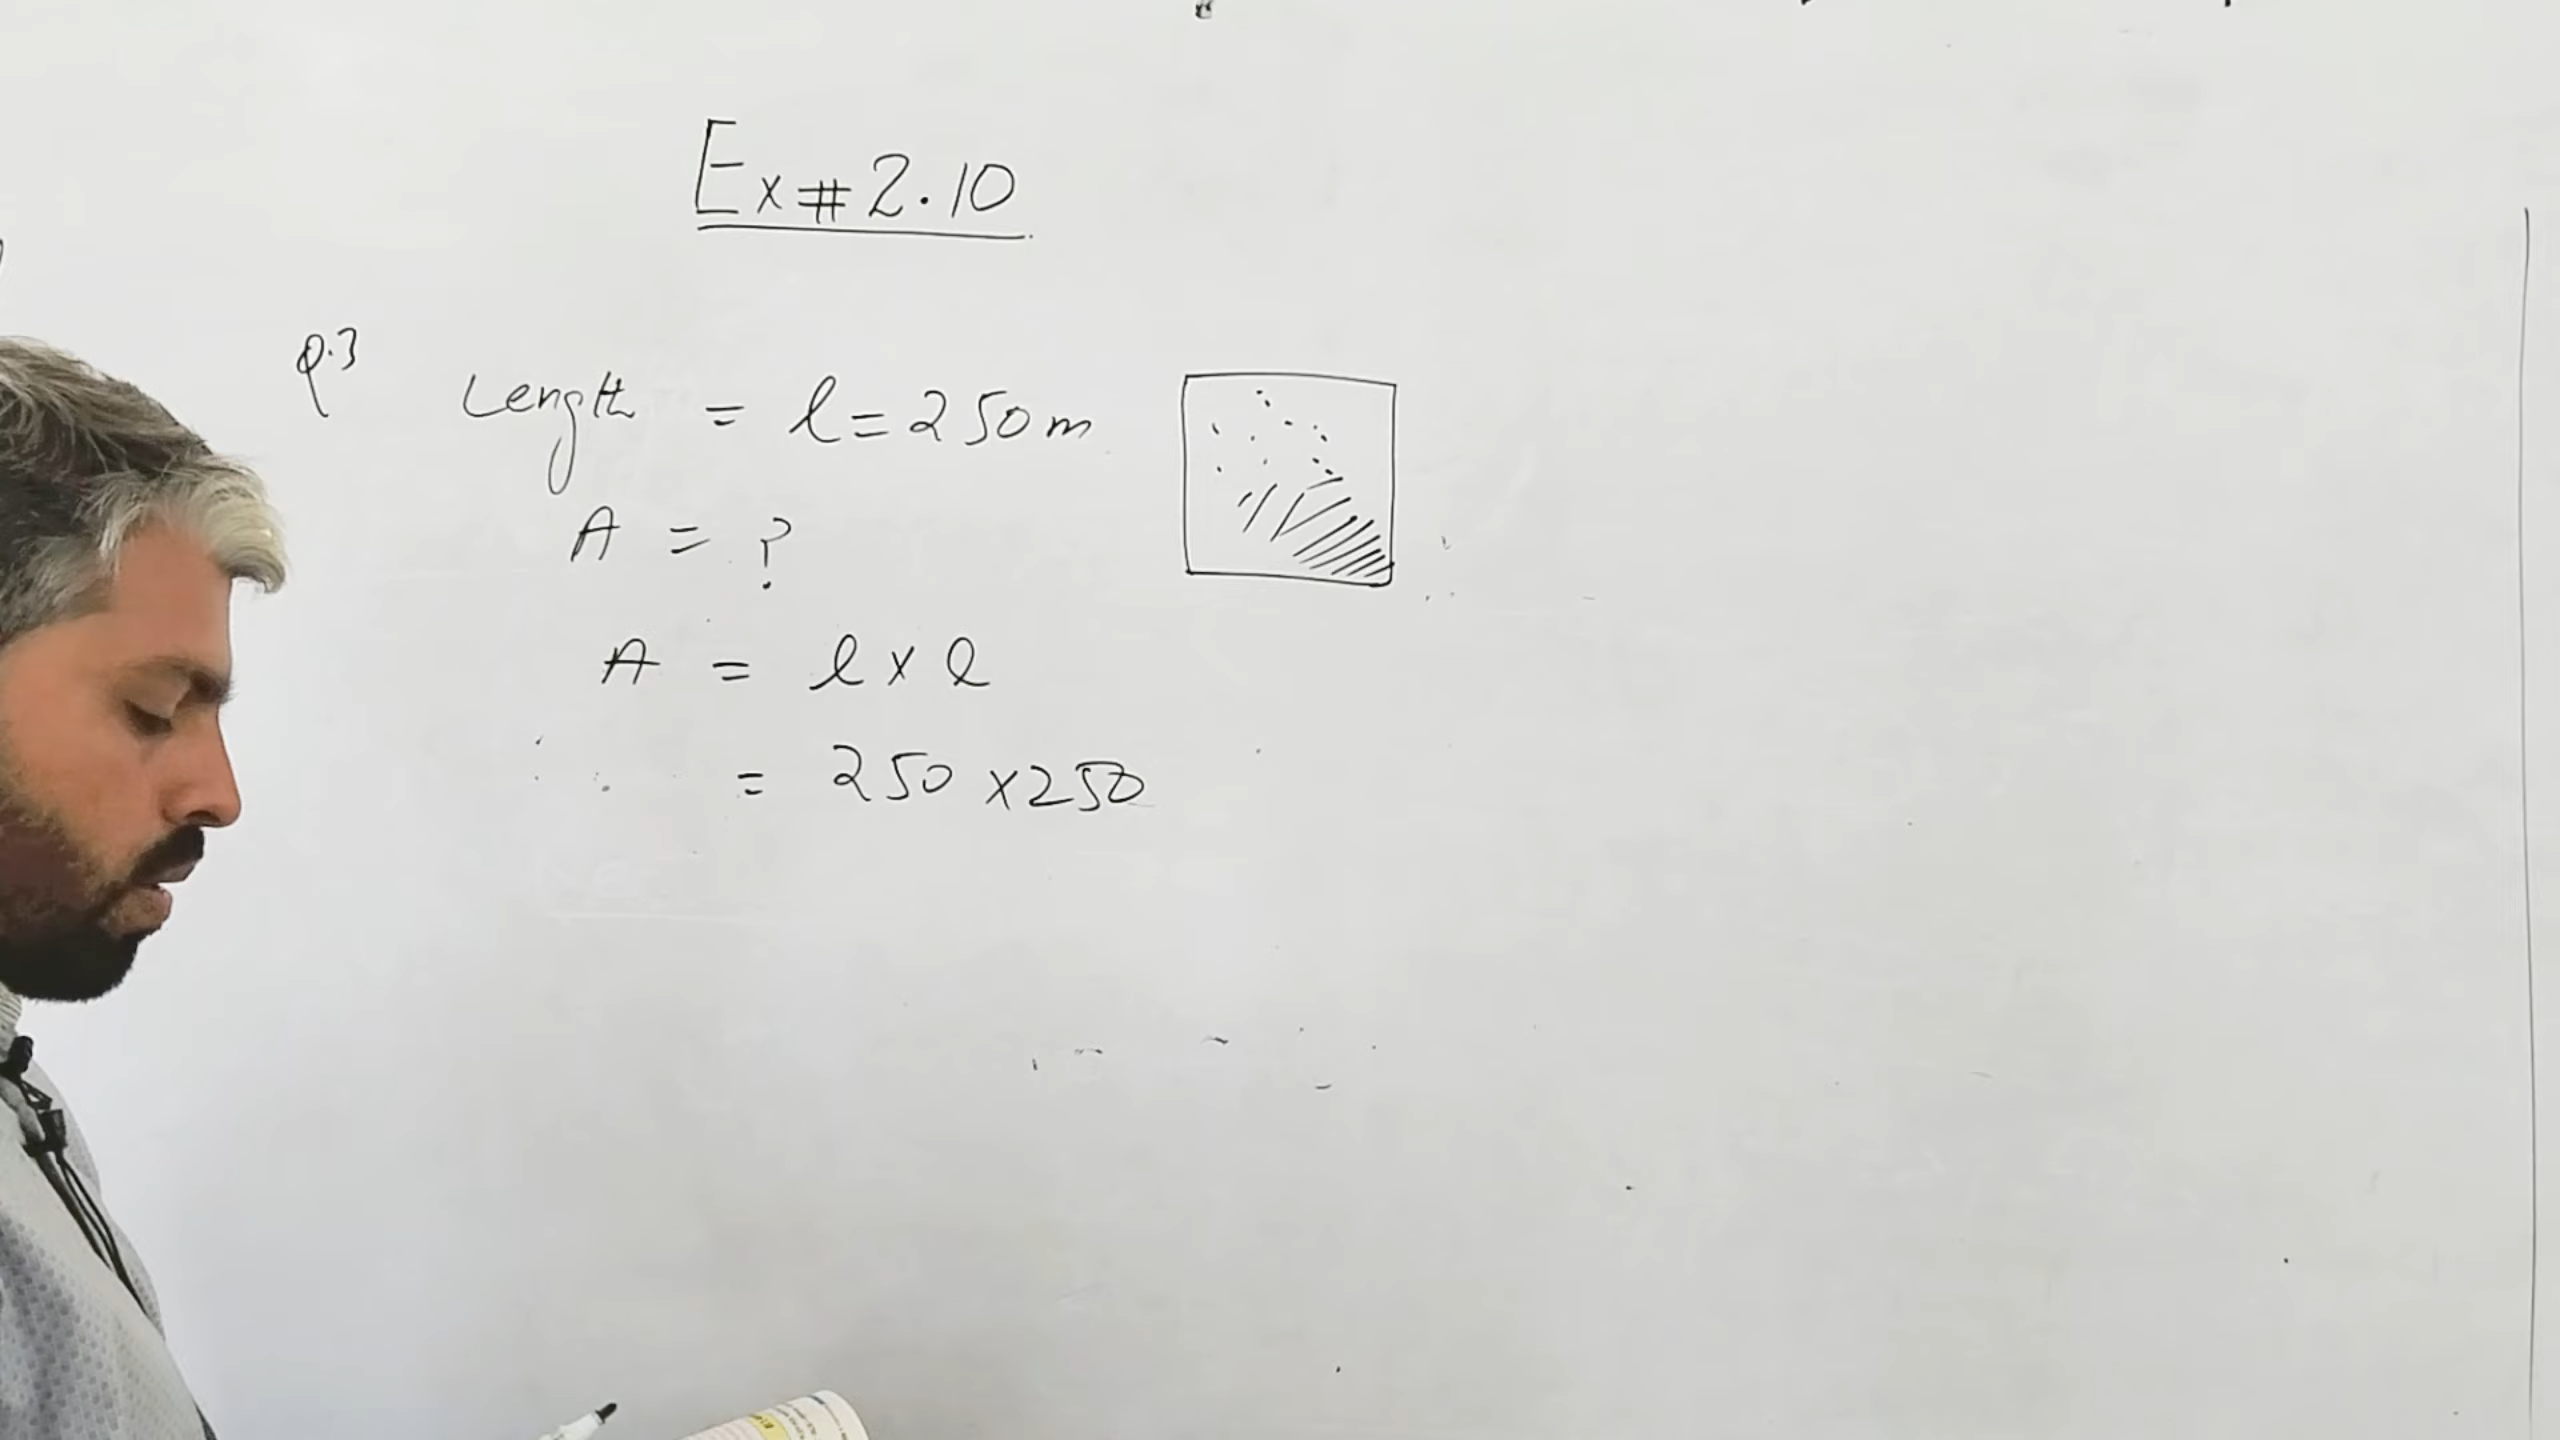 Ex#2.10
Q.3
Length = l = 250m
A = ?
A = l x l
= 250 x 250